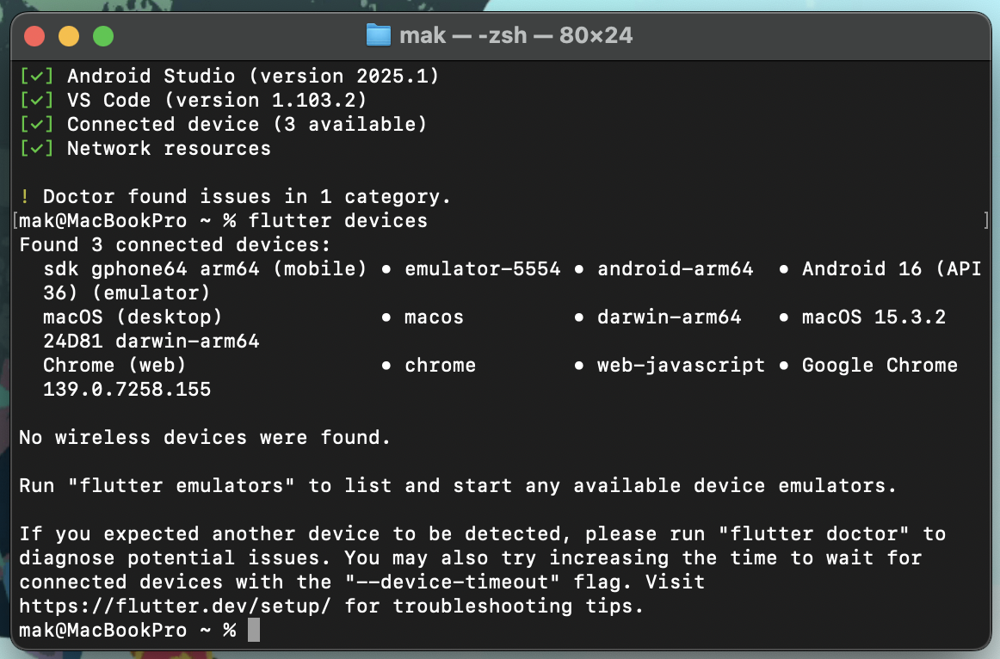 mak — -zsh — 80×24
[✓] Android Studio (version 2025.1)
[✓] VS Code (version 1.103.2)
[✓] Connected device (3 available)
[✓] Network resources
! Doctor found issues in 1 category.
[mak@MacBookPro ~ % flutter devices ]
Found 3 connected devices:
sdk gphone64 arm64 (mobile) • emulator-5554 • android-arm64 • Android 16 (API
36) (emulator)
macOS (desktop) • macos • darwin-arm64 • macOS 15.3.2
24D81 darwin-arm64
Chrome (web) • chrome • web-javascript • Google Chrome
139.0.7258.155
No wireless devices were found.
Run "flutter emulators" to list and start any available device emulators.
If you expected another device to be detected, please run "flutter doctor" to
diagnose potential issues. You may also try increasing the time to wait for
connected devices with the "--device-timeout" flag. Visit
https://flutter.dev/setup/ for troubleshooting tips.
mak@MacBookPro ~ %